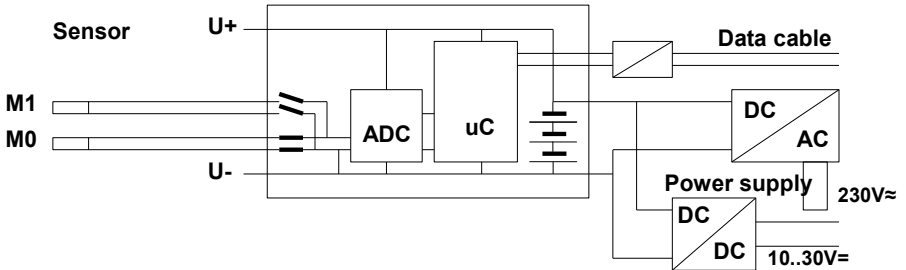 Sensor
U+
Data cable
M1
M0
ADC
uC
DC
AC
U-
Power supply
230V≈
DC
DC
10..30V=